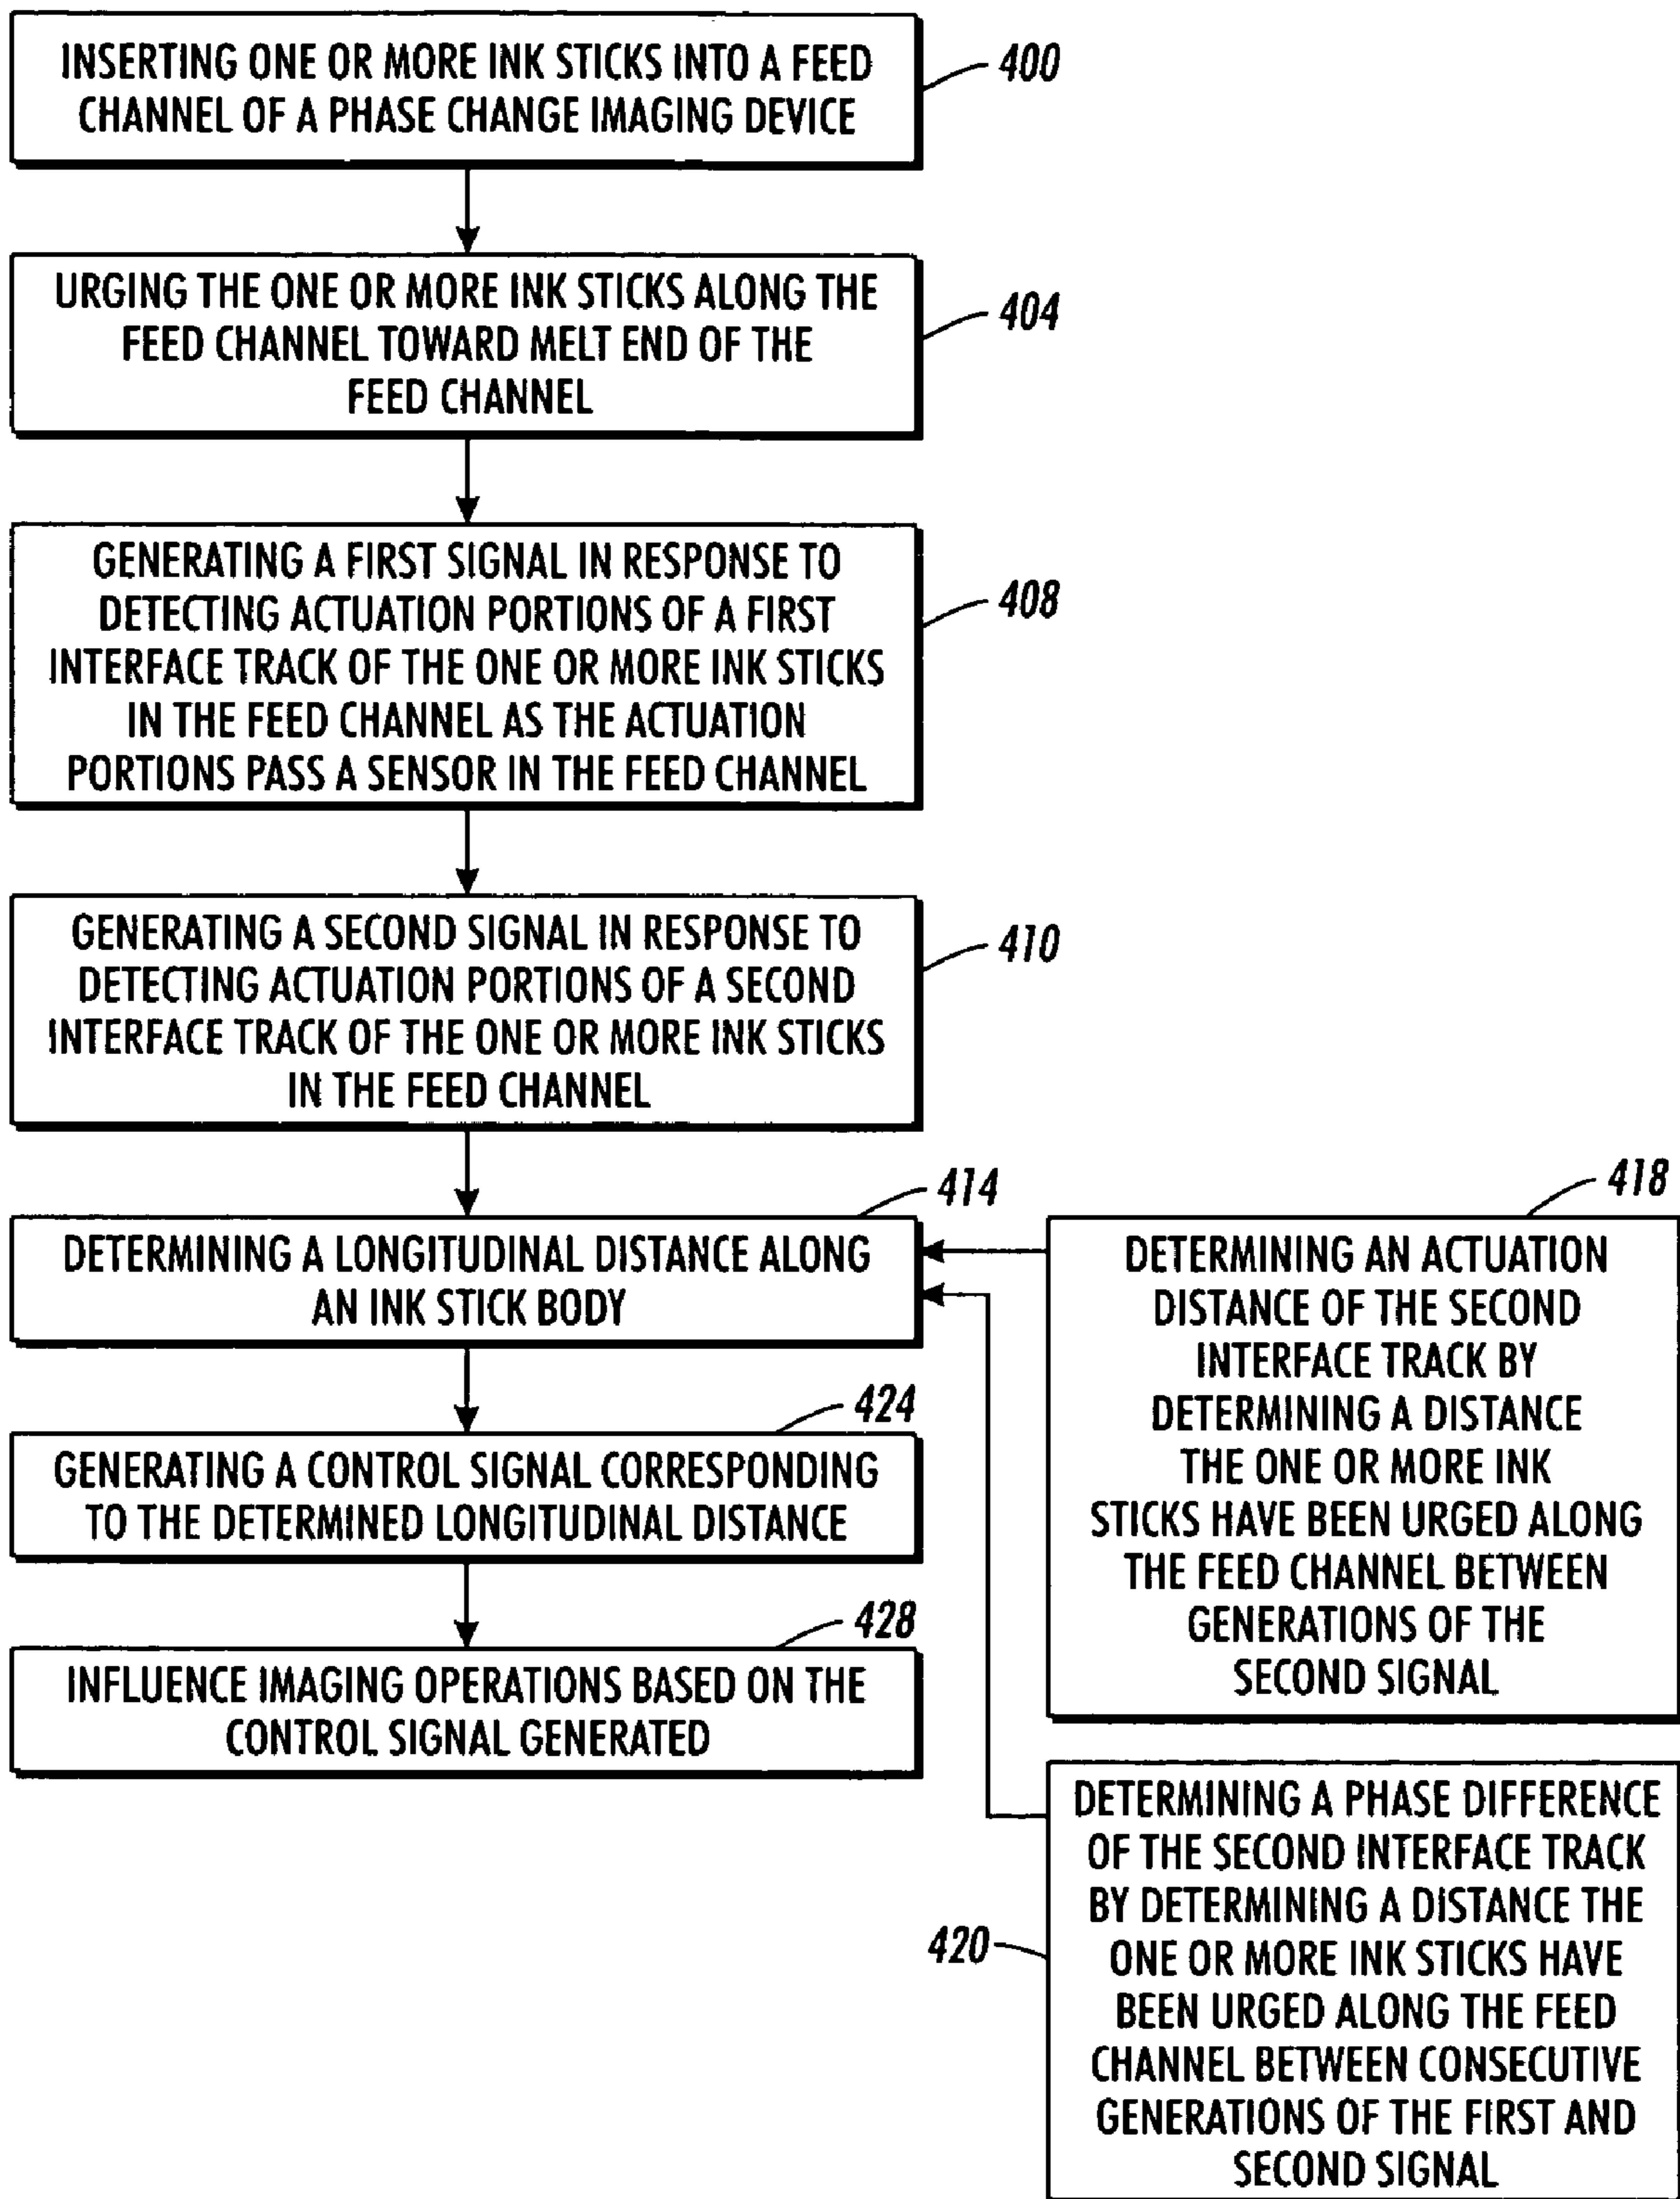 INSERTING ONE OR MORE INK STICKS INTO A FEED
CHANNEL OF A PHASE CHANGE IMAGING DEVICE
400
URGING THE ONE OR MORE INK STICKS ALONG THE
FEED CHANNEL TOWARD MELT END OF THE
FEED CHANNEL
404
GENERATING A FIRST SIGNAL IN RESPONSE TO
DETECTING ACTUATION PORTIONS OF A FIRST
INTERFACE TRACK OF THE ONE OR MORE INK STICKS
IN THE FEED CHANNEL AS THE ACTUATION
PORTIONS PASS A SENSOR IN THE FEED CHANNEL
408
GENERATING A SECOND SIGNAL IN RESPONSE TO
DETECTING ACTUATION PORTIONS OF A SECOND
INTERFACE TRACK OF THE ONE OR MORE INK STICKS
IN THE FEED CHANNEL
410
DETERMINING A LONGITUDINAL DISTANCE ALONG
AN INK STICK BODY
414
GENERATING A CONTROL SIGNAL CORRESPONDING
TO THE DETERMINED LONGITUDINAL DISTANCE
424
INFLUENCE IMAGING OPERATIONS BASED ON THE
CONTROL SIGNAL GENERATED
428
DETERMINING AN ACTUATION
DISTANCE OF THE SECOND
INTERFACE TRACK BY
DETERMINING A DISTANCE
THE ONE OR MORE INK
STICKS HAVE BEEN URGED ALONG
THE FEED CHANNEL BETWEEN
GENERATIONS OF THE
SECOND SIGNAL
418
DETERMINING A PHASE DIFFERENCE
OF THE SECOND INTERFACE TRACK
BY DETERMINING A DISTANCE THE
ONE OR MORE INK STICKS HAVE
BEEN URGED ALONG THE FEED
CHANNEL BETWEEN CONSECUTIVE
GENERATIONS OF THE FIRST AND
SECOND SIGNAL
420